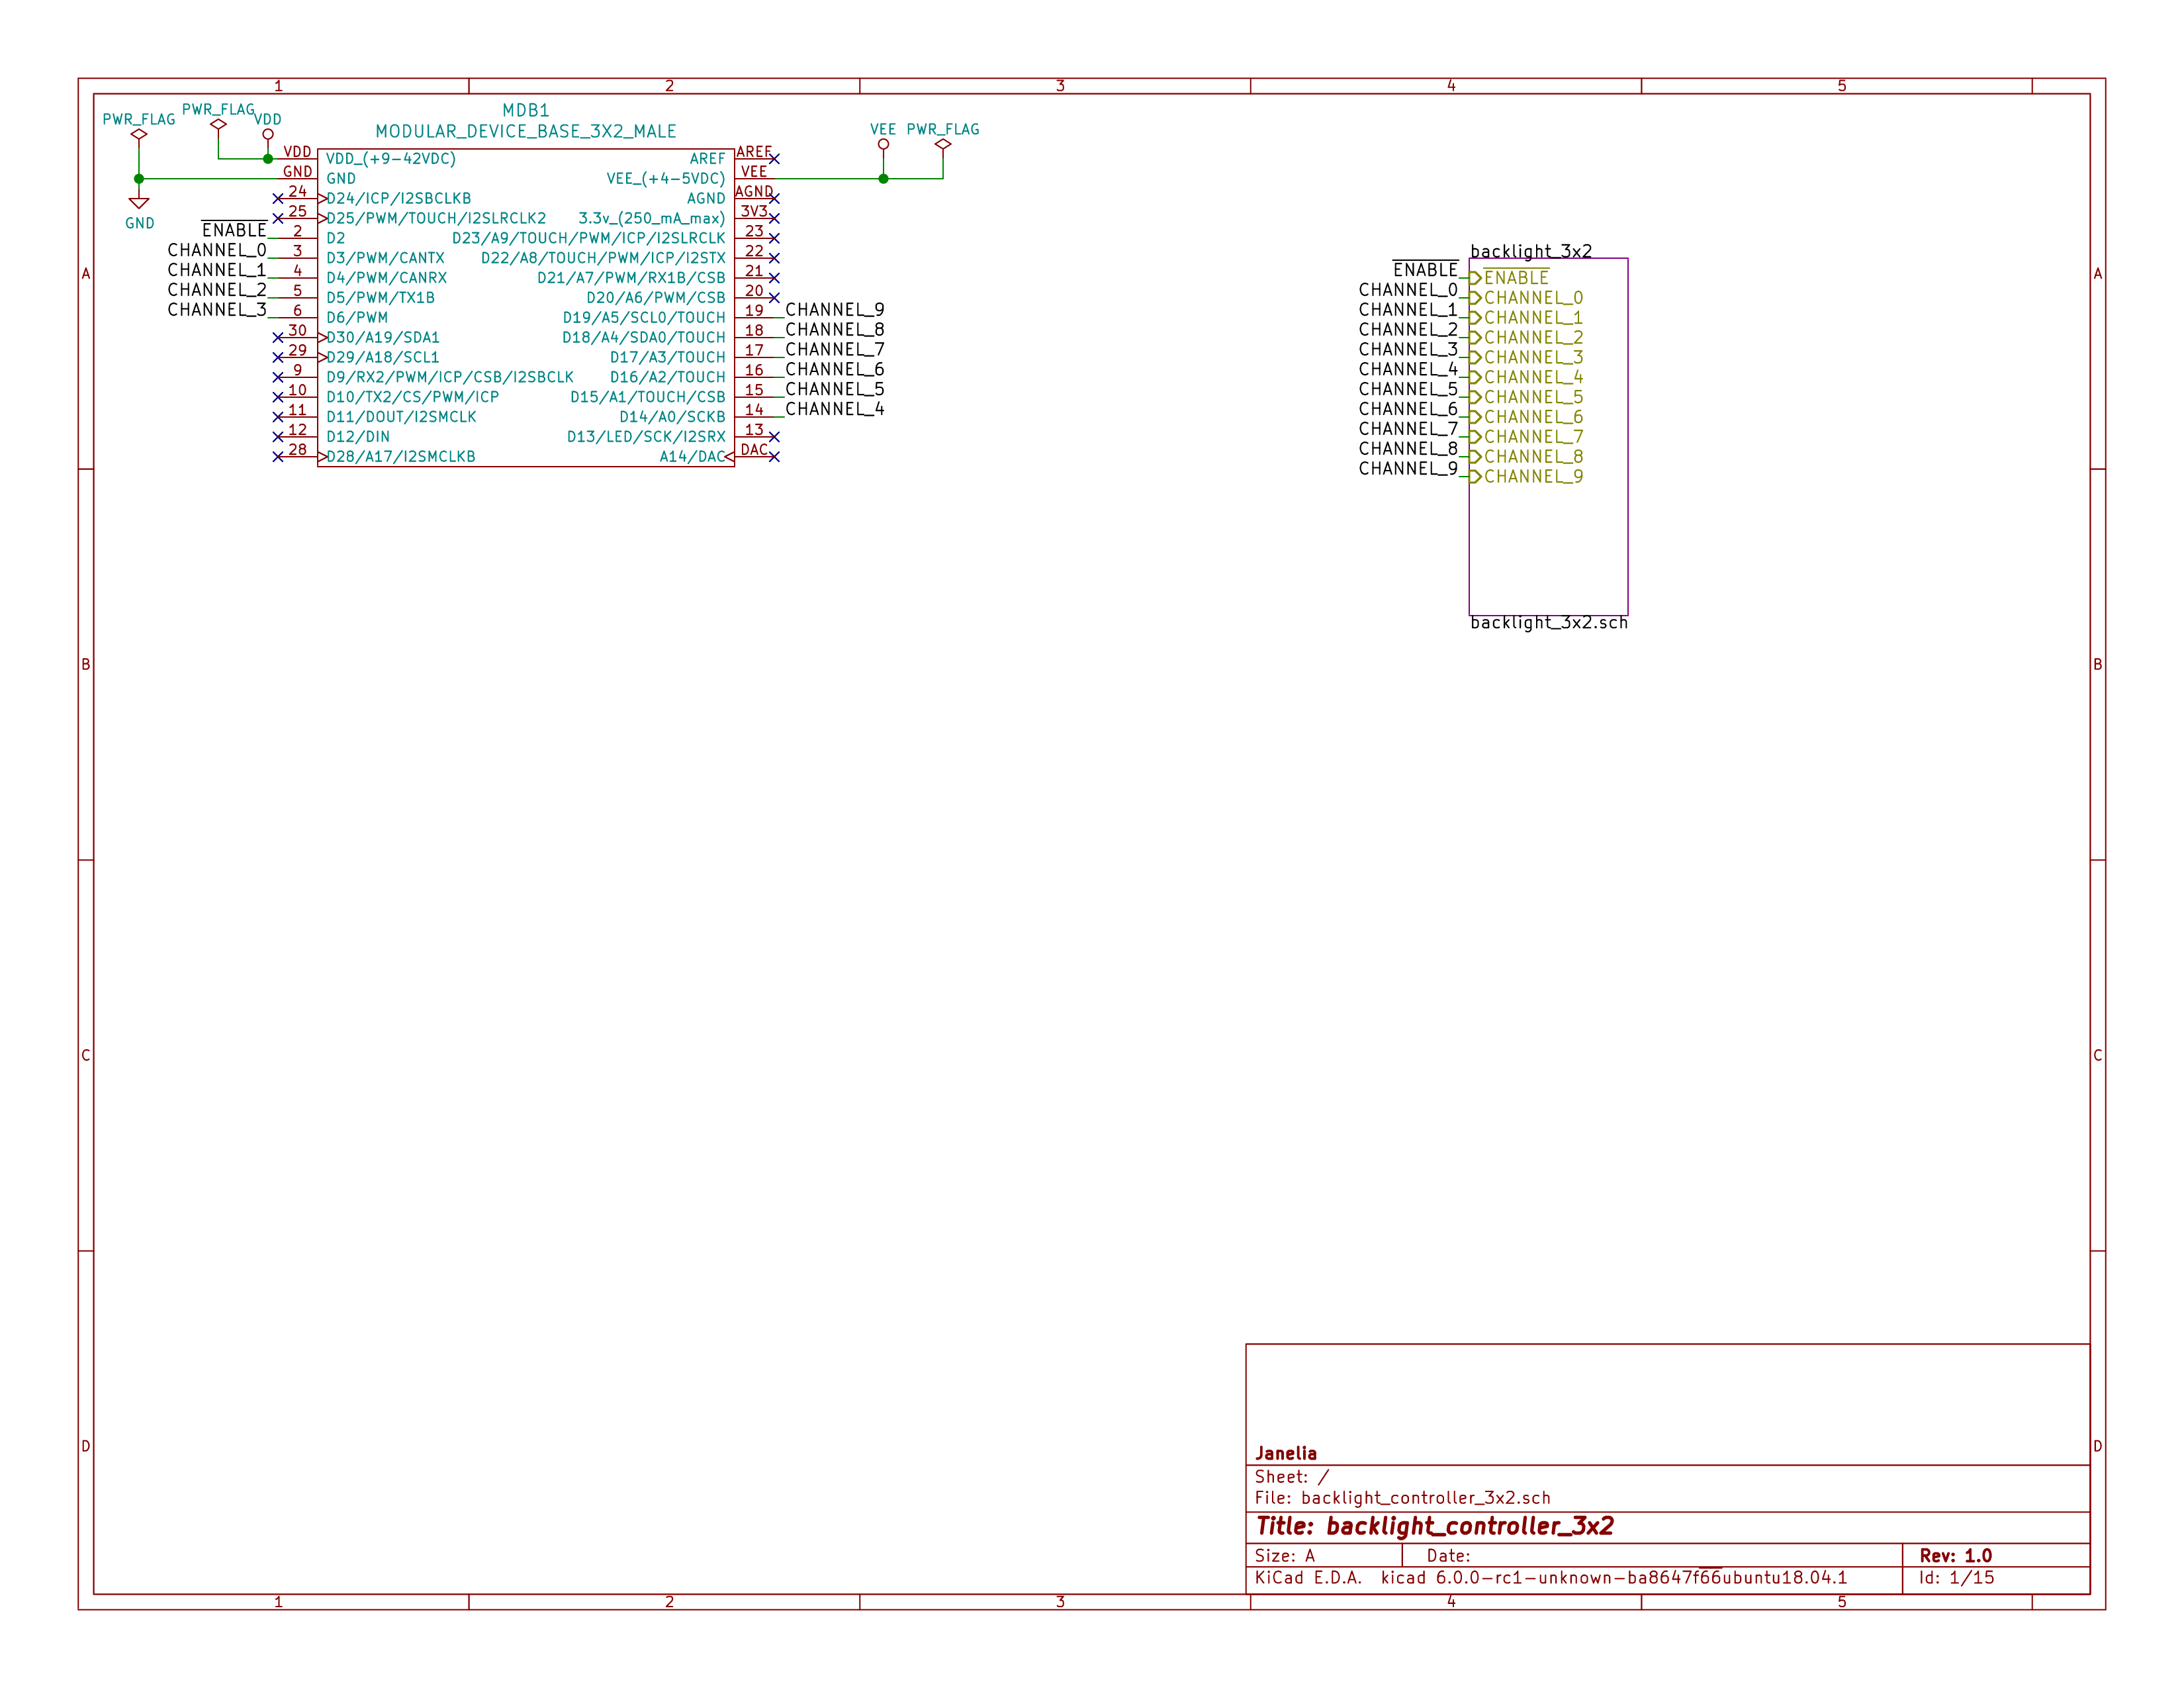 1 2 3 4 5
PWR_FLAG PWR_FLAG VDD
MDB1
MODULAR_DEVICE_BASE_3X2_MALE
VEE PWR_FLAG
VDD VDD_(+9-42VDC) AREF AREF
GND GND VEE_(+4-5VDC) VEE
24 D24/ICP/I2SBCLKB AGND AGND
GND
25 D25/PWM/TOUCH/I2SLRCLK2 3.3v_(250_mA_max) 3V3
ENABLE 2 D2 D23/A9/TOUCH/PWM/ICP/I2SLRCLK 23
CHANNEL_0 3 D3/PWM/CANTX D22/A8/TOUCH/PWM/ICP/I2STX 22
CHANNEL_1 4 D4/PWM/CANRX D21/A7/PWM/RX1B/CSB 21
CHANNEL_2 5 D5/PWM/TX1B D20/A6/PWM/CSB 20
CHANNEL_3 6 D6/PWM D19/A5/SCL0/TOUCH 19 CHANNEL_9
30 D30/A19/SDA1 D18/A4/SDA0/TOUCH 18 CHANNEL_8
29 D29/A18/SCL1 D17/A3/TOUCH 17 CHANNEL_7
9 D9/RX2/PWM/ICP/CSB/I2SBCLK D16/A2/TOUCH 16 CHANNEL_6
10 D10/TX2/CS/PWM/ICP D15/A1/TOUCH/CSB 15 CHANNEL_5
11 D11/DOUT/I2SMCLK D14/A0/SCKB 14 CHANNEL_4
12 D12/DIN D13/LED/SCK/I2SRX 13
28 D28/A17/I2SMCLKB A14/DAC DAC
backlight_3x2
ENABLE ENABLE
CHANNEL_0 CHANNEL_0
CHANNEL_1 CHANNEL_1
CHANNEL_2 CHANNEL_2
CHANNEL_3 CHANNEL_3
CHANNEL_4 CHANNEL_4
CHANNEL_5 CHANNEL_5
CHANNEL_6 CHANNEL_6
CHANNEL_7 CHANNEL_7
CHANNEL_8 CHANNEL_8
CHANNEL_9 CHANNEL_9
backlight_3x2.sch
A A
B B
C C
D D
Janelia
Sheet: /
File: backlight_controller_3x2.sch
Title: backlight_controller_3x2
Size: A Date: Rev: 1.0
KiCad E.D.A. kicad 6.0.0-rc1-unknown-ba8647f66ubuntu18.04.1 Id: 1/15
1 2 3 4 5